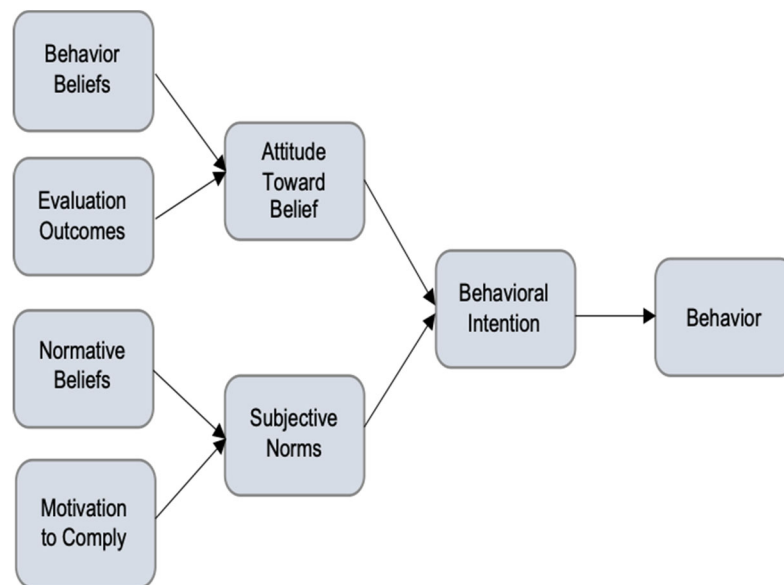 Behavior
Beliefs
Evaluation
Outcomes
Attitude
Toward
Belief
Normative
Beliefs
Motivation
to Comply
Subjective
Norms
Behavioral
Intention
Behavior